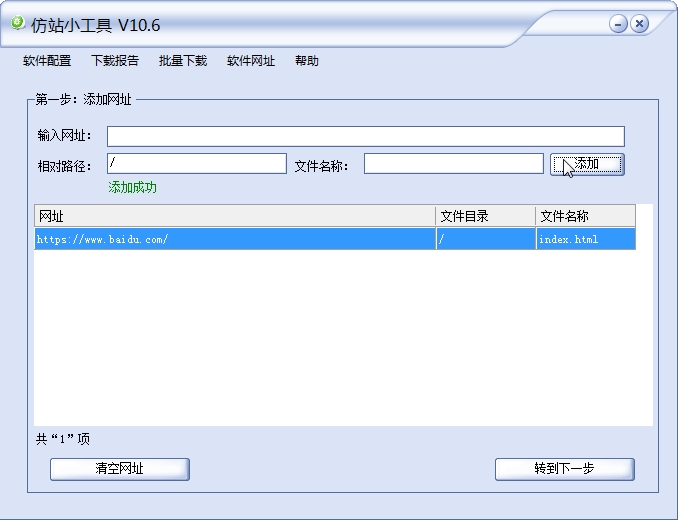 仿站小工具 V10.6
软件配置 下载报告 批量下载 软件网址 帮助
第一步：添加网址
输入网址：
相对路径： / 文件名称： 添加
添加成功
网址 文件目录 文件名称
https://www.baidu.com/ / index.html
共“1”项
清空网址 转到下一步